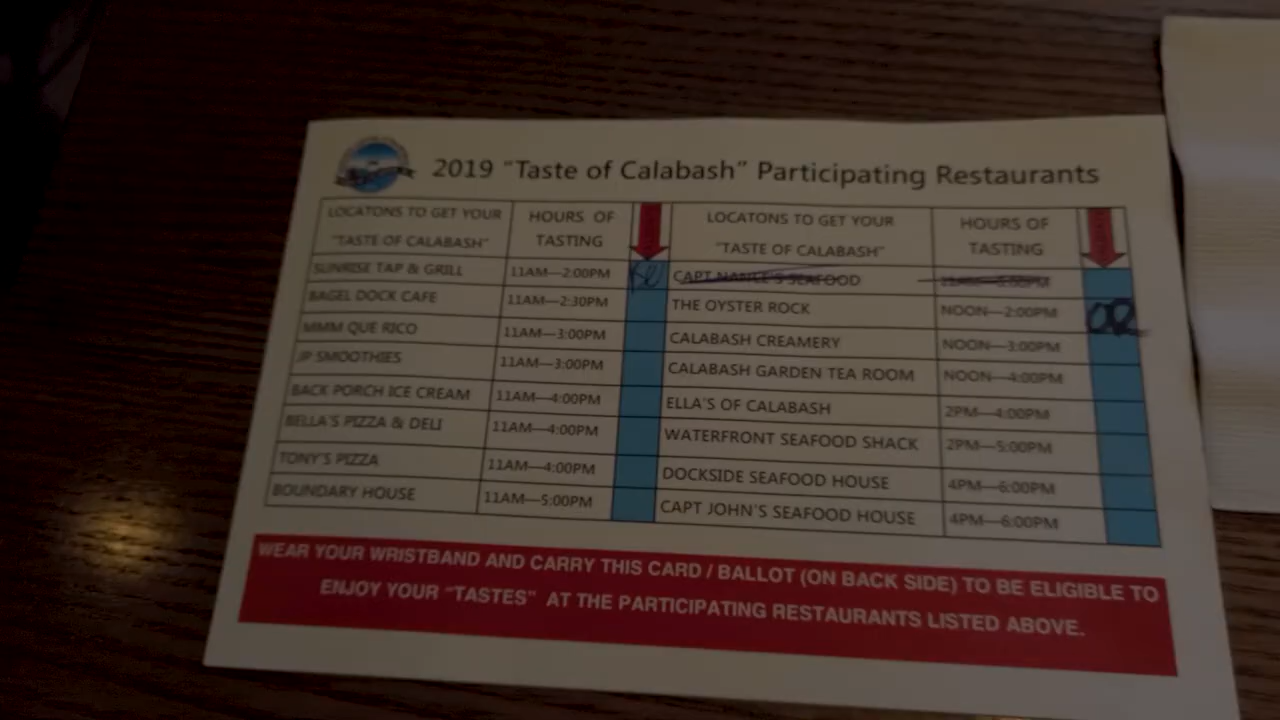 2019 "Taste of Calabash" Participating Restaurants
LOCATONS TO GET YOUR "TASTE OF CALABASH" HOURS OF TASTING LOCATONS TO GET YOUR "TASTE OF CALABASH" HOURS OF TASTING
SUNRISE TAP & GRILL 11AM—2:00PM CAPT NANCE'S SEAFOOD
BAGEL DOCK CAFE 11AM—2:30PM THE OYSTER ROCK NOON—2:00PM OR
MMM QUE RICO 11AM—3:00PM CALABASH CREAMERY NOON—3:00PM
JP SMOOTHIES 11AM—3:00PM CALABASH GARDEN TEA ROOM NOON—4:00PM
BACK PORCH ICE CREAM 11AM—4:00PM ELLA'S OF CALABASH 2PM—4:00PM
BELLA'S PIZZA & DELI 11AM—4:00PM WATERFRONT SEAFOOD SHACK 2PM—5:00PM
TONY'S PIZZA 11AM—4:00PM DOCKSIDE SEAFOOD HOUSE 4PM—6:00PM
BOUNDARY HOUSE 11AM—5:00PM CAPT JOHN'S SEAFOOD HOUSE 4PM—6:00PM
WEAR YOUR WRISTBAND AND CARRY THIS CARD / BALLOT (ON BACK SIDE) TO BE ELIGIBLE TO
ENJOY YOUR "TASTES" AT THE PARTICIPATING RESTAURANTS LISTED ABOVE.